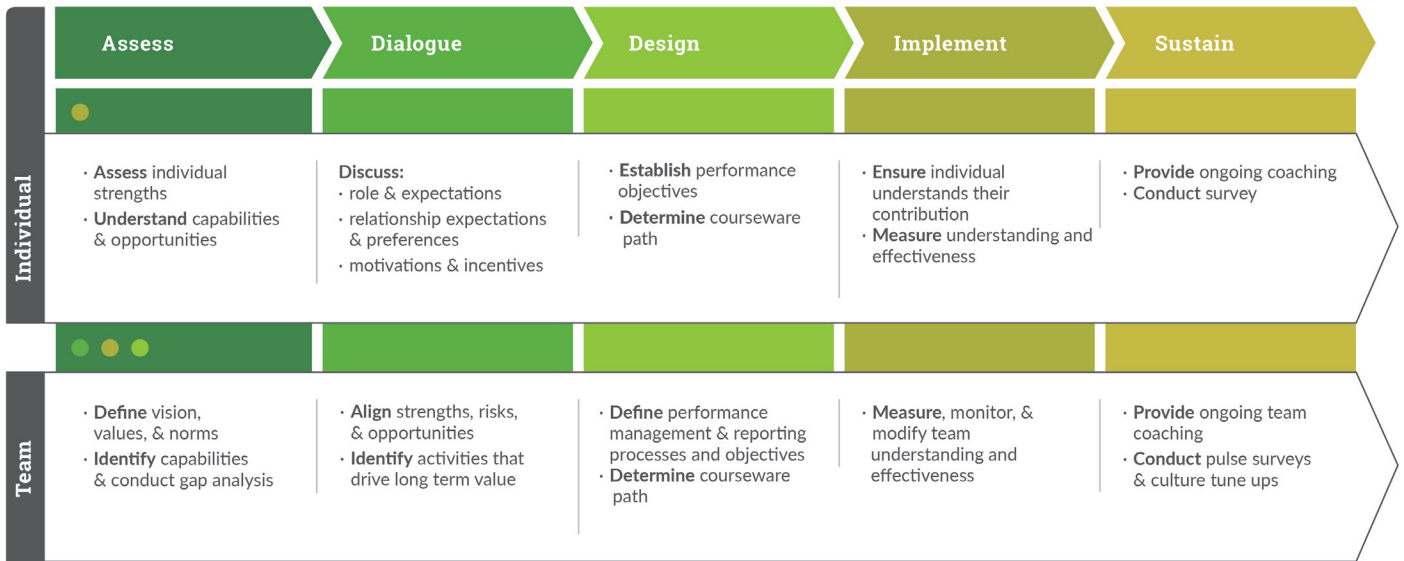 Assess
Dialogue
Design
Implement
Sustain
Individual
· Assess individual
strengths
· Understand capabilities
& opportunities
Discuss:
· role & expectations
· relationship expectations
& preferences
· motivations & incentives
· Establish performance
objectives
· Determine courseware
path
· Ensure individual
understands their
contribution
· Measure understanding and
effectiveness
· Provide ongoing coaching
· Conduct survey
Team
· Define vision,
values, & norms
· Identify capabilities
& conduct gap analysis
· Align strengths, risks,
& opportunities
· Identify activities that
drive long term value
· Define performance
management & reporting
processes and objectives
· Determine courseware
path
· Measure, monitor, &
modify team
understanding and
effectiveness
· Provide ongoing team
coaching
· Conduct pulse surveys
& culture tune ups